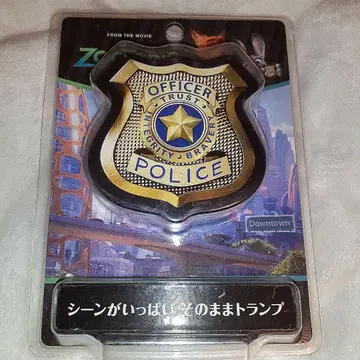 FROM THE MOVIE
OFFICER
TRUST
INTEGRITY · BRAVERY
POLICE
Downtown
シーンがいっぱい そのままトランプ